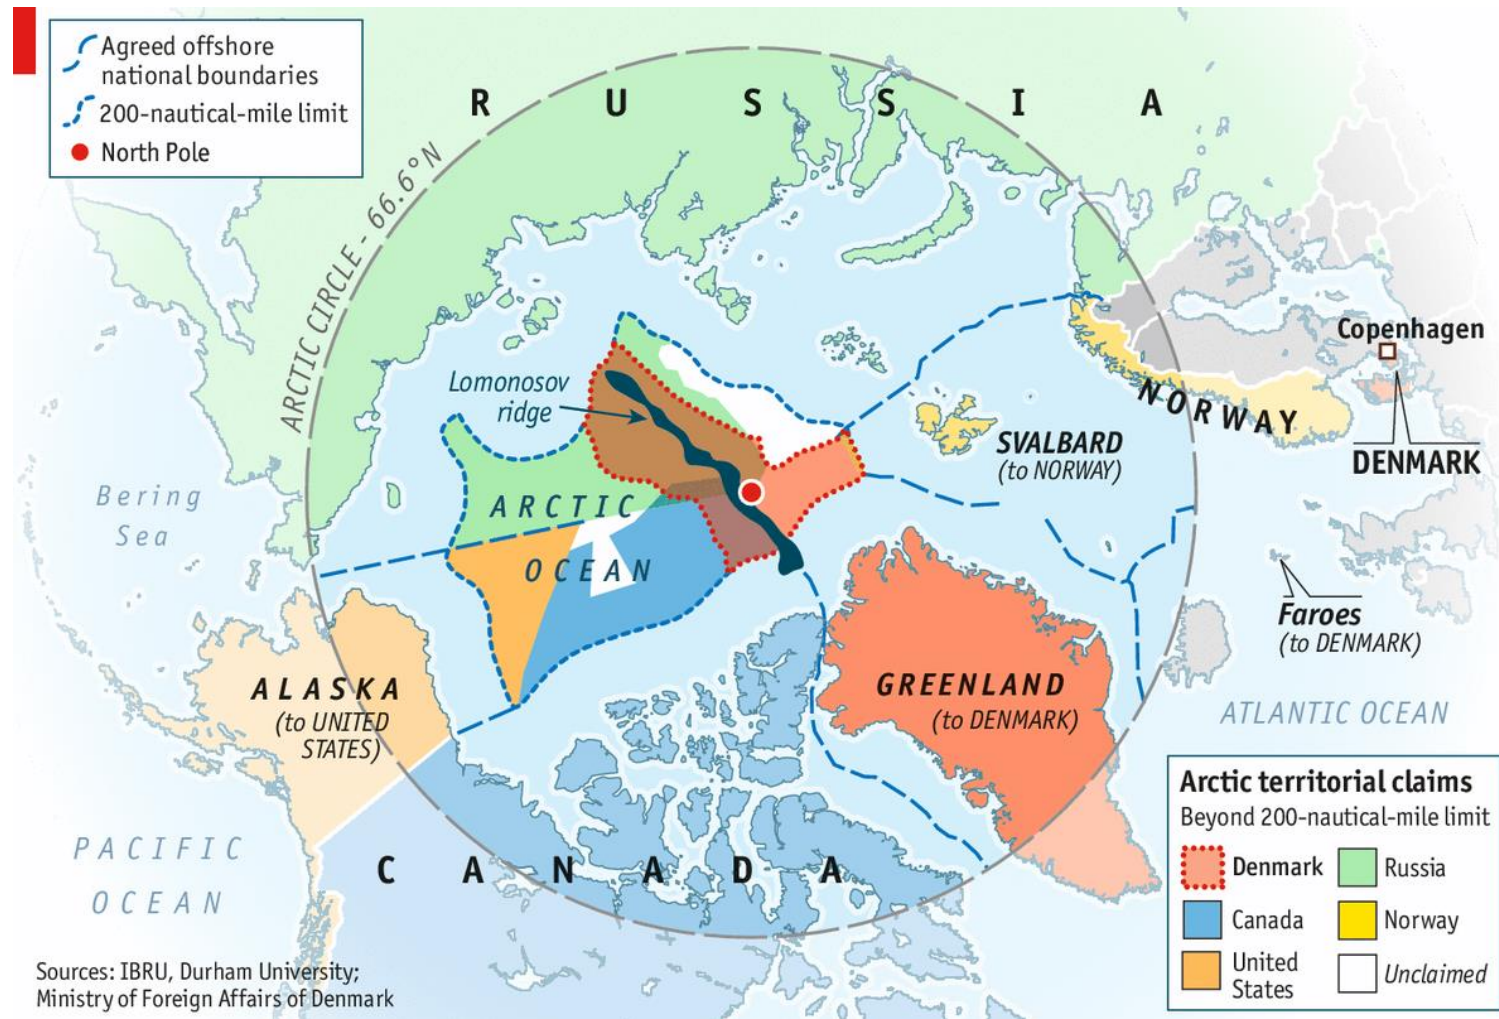 Agreed offshore
national boundaries
200-nautical-mile limit
North Pole
R U S S I A
ARCTIC CIRCLE - 66.6°N
Lomonosov
ridge
Copenhagen
NORWAY
DENMARK
SVALBARD
(to NORWAY)
Bering
Sea
ARCTIC
OCEAN
Faroes
(to DENMARK)
ALASKA
(to UNITED
STATES)
GREENLAND
(to DENMARK)
ATLANTIC OCEAN
PACIFIC
OCEAN
C A N A D A
Arctic territorial claims
Beyond 200-nautical-mile limit
Denmark
Russia
Canada
Norway
United
States
Unclaimed
Sources: IBRU, Durham University;
Ministry of Foreign Affairs of Denmark